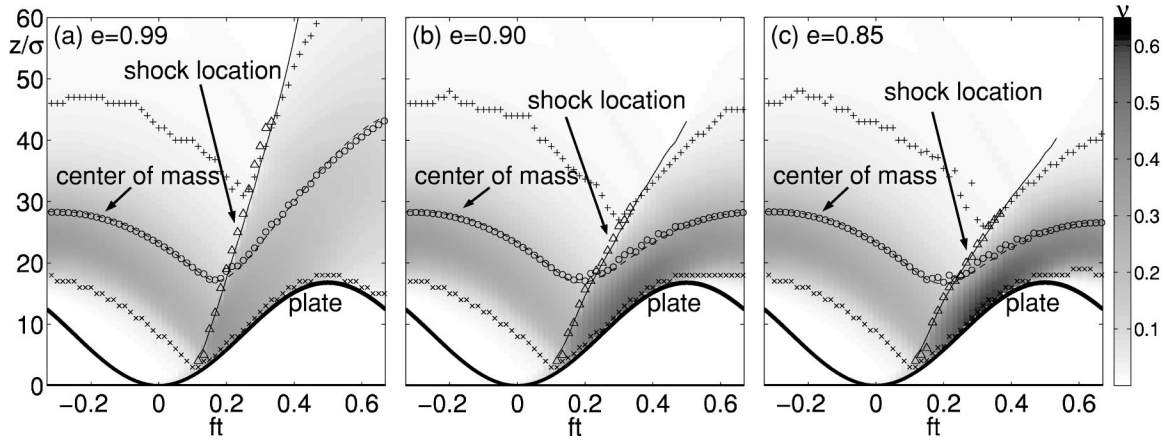 (a) e=0.99
(b) e=0.90
(c) e=0.85
ν
z/σ
60
50
40
30
20
10
0
shock location
center of mass
plate
shock location
center of mass
plate
shock location
center of mass
plate
0.6
0.5
0.4
0.3
0.2
0.1
−0.2 0 0.2 0.4 0.6
−0.2 0 0.2 0.4 0.6
−0.2 0 0.2 0.4 0.6
ft
ft
ft